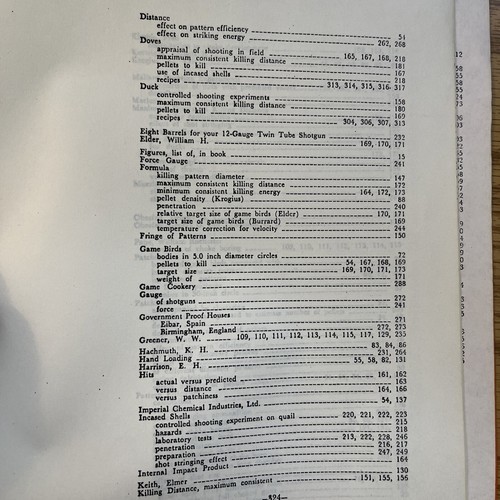 Distance
effect on pattern efficiency 51
effect on striking energy 262, 268
Doves
appraisal of shooting in field 165, 167, 168, 218
maximum consistent killing distance 181
pellets to kill 167
use of incased shells 218
recipes 313, 314, 315, 316-317
Duck
controlled shooting experiments 158
maximum consistent killing distance 180
pellets to kill 169
recipes 304, 306, 307, 313
Eight Barrels for your 12-Gauge Twin Tube Shotgun 232
Elder, William H. 169, 170, 171
Figures, list of, in book 15
Force Gauge 241
Formula
killing pattern diameter 147
maximum consistent killing distance 172
minimum consistent killing energy 164, 172, 173
pellet density (Krogius) 88
penetration 240
relative target size of game birds (Elder) 170, 171
target size of game birds (Burrard) 169
temperature correction for velocity 244
Fringe of Patterns 150
Game Birds
bodies in 5.0 inch diameter circles 72
pellets to kill 54, 167, 168, 169
target size 169, 170, 171, 173
weight of 171
Game Cookery 288
Gauge
of shotguns 272
force 241
Government Proof Houses
Eibar, Spain 271
Birmingham, England 272, 273
Greener, W. W. 109, 110, 111, 112, 113, 114, 115, 117, 129, 235
Hachmuth, K. H. 83, 84, 86
Hand Loading 231, 264
Harrison, E. H. 55, 58, 82, 131
Hits
actual versus predicted 161, 162
versus distance 163
versus patchiness 164, 166
Imperial Chemical Industries, Ltd. 54, 137
Incased Shells 220, 221, 222, 223
controlled shooting experiment on quail 215
hazards 218
laboratory tests 213, 222, 228, 246
penetration 216, 217
preparation 247, 249
shot stringing effect 164
Internal Impact Product 130
Keith, Elmer 151, 155, 156
Killing Distance, maximum consistent
—324—